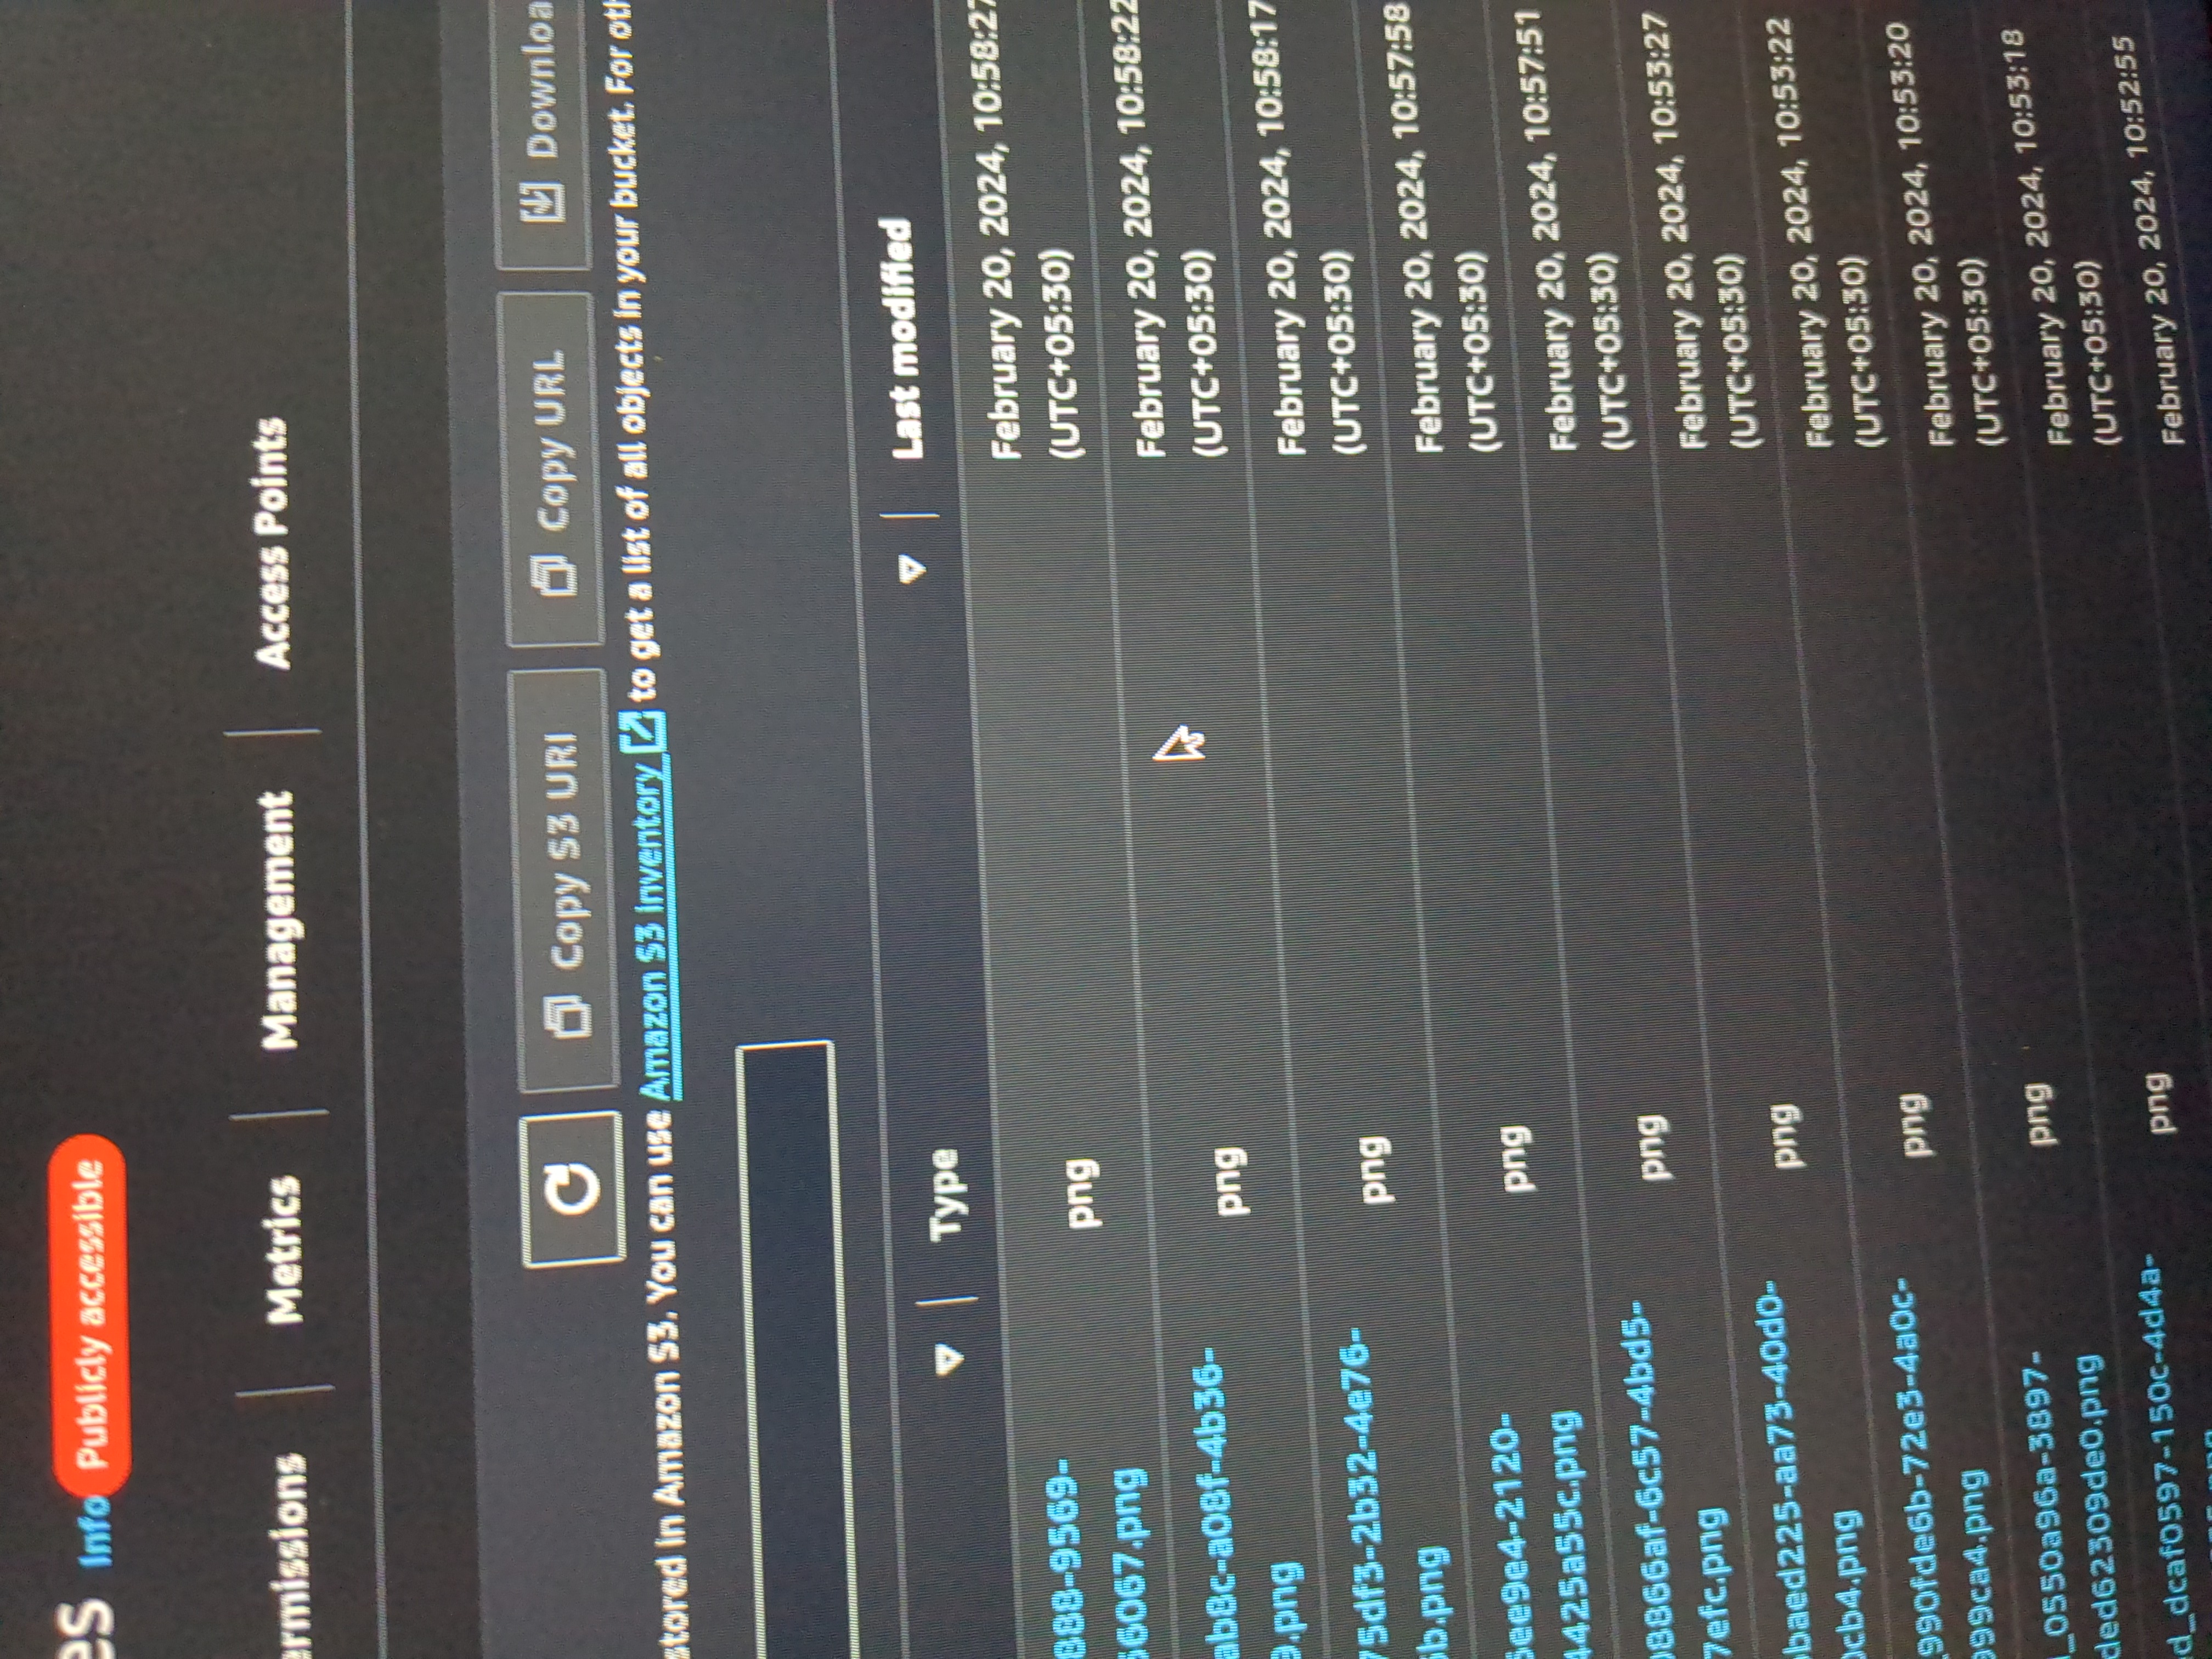 es Info Publicly accessible
ermissions Metrics Management Access Points
Copy S3 URI Copy URL Downloa
stored in Amazon S3. You can use Amazon S3 inventory to get a list of all objects in your bucket. For oth
Type Last modified
888-9569- png February 20, 2024, 10:58:27
56067.png (UTC+05:30)
ab8c-a08f-4b36- png February 20, 2024, 10:58:22
9.png (UTC+05:30)
75df3-2b32-4e76- png February 20, 2024, 10:58:17
b.png (UTC+05:30)
5ee9e4-2120- png February 20, 2024, 10:57:58
4425a55c.png (UTC+05:30)
08866af-6c57-4bd5- png February 20, 2024, 10:57:51
7efc.png (UTC+05:30)
baed225-aa73-40d0- png February 20, 2024, 10:53:27
0cb4.png (UTC+05:30)
_990fde6b-72e3-4a0c- png February 20, 2024, 10:53:22
999ca4.png (UTC+05:30)
_0550a96a-3897- png February 20, 2024, 10:53:20
ded62309de0.png (UTC+05:30)
ed_dcaf0597-150c-4d4a- png February 20, 2024, 10:53:18
(UTC+05:30)
February 20, 2024, 10:52:55